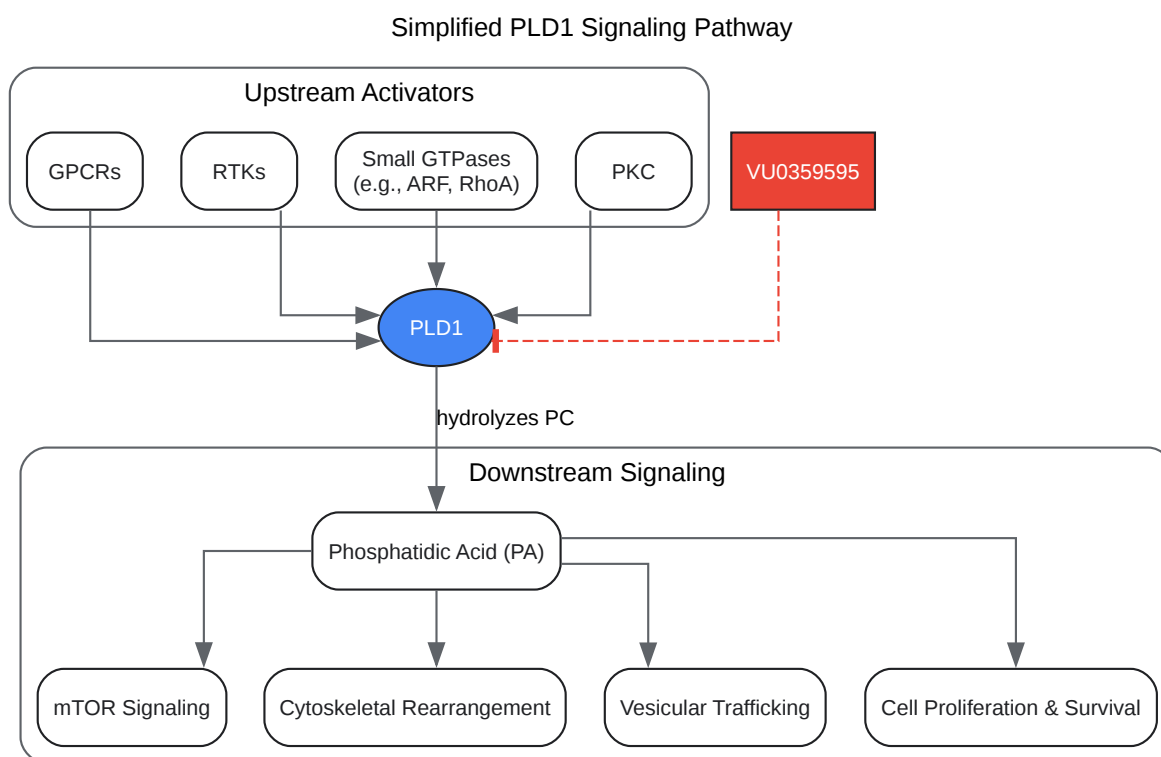 Simplified PLD1 Signaling Pathway
Upstream Activators
GPCRs
RTKs
Small GTPases
(e.g., ARF, RhoA)
PKC
VU0359595
PLD1
hydrolyzes PC
Downstream Signaling
Phosphatidic Acid (PA)
mTOR Signaling
Cytoskeletal Rearrangement
Vesicular Trafficking
Cell Proliferation & Survival